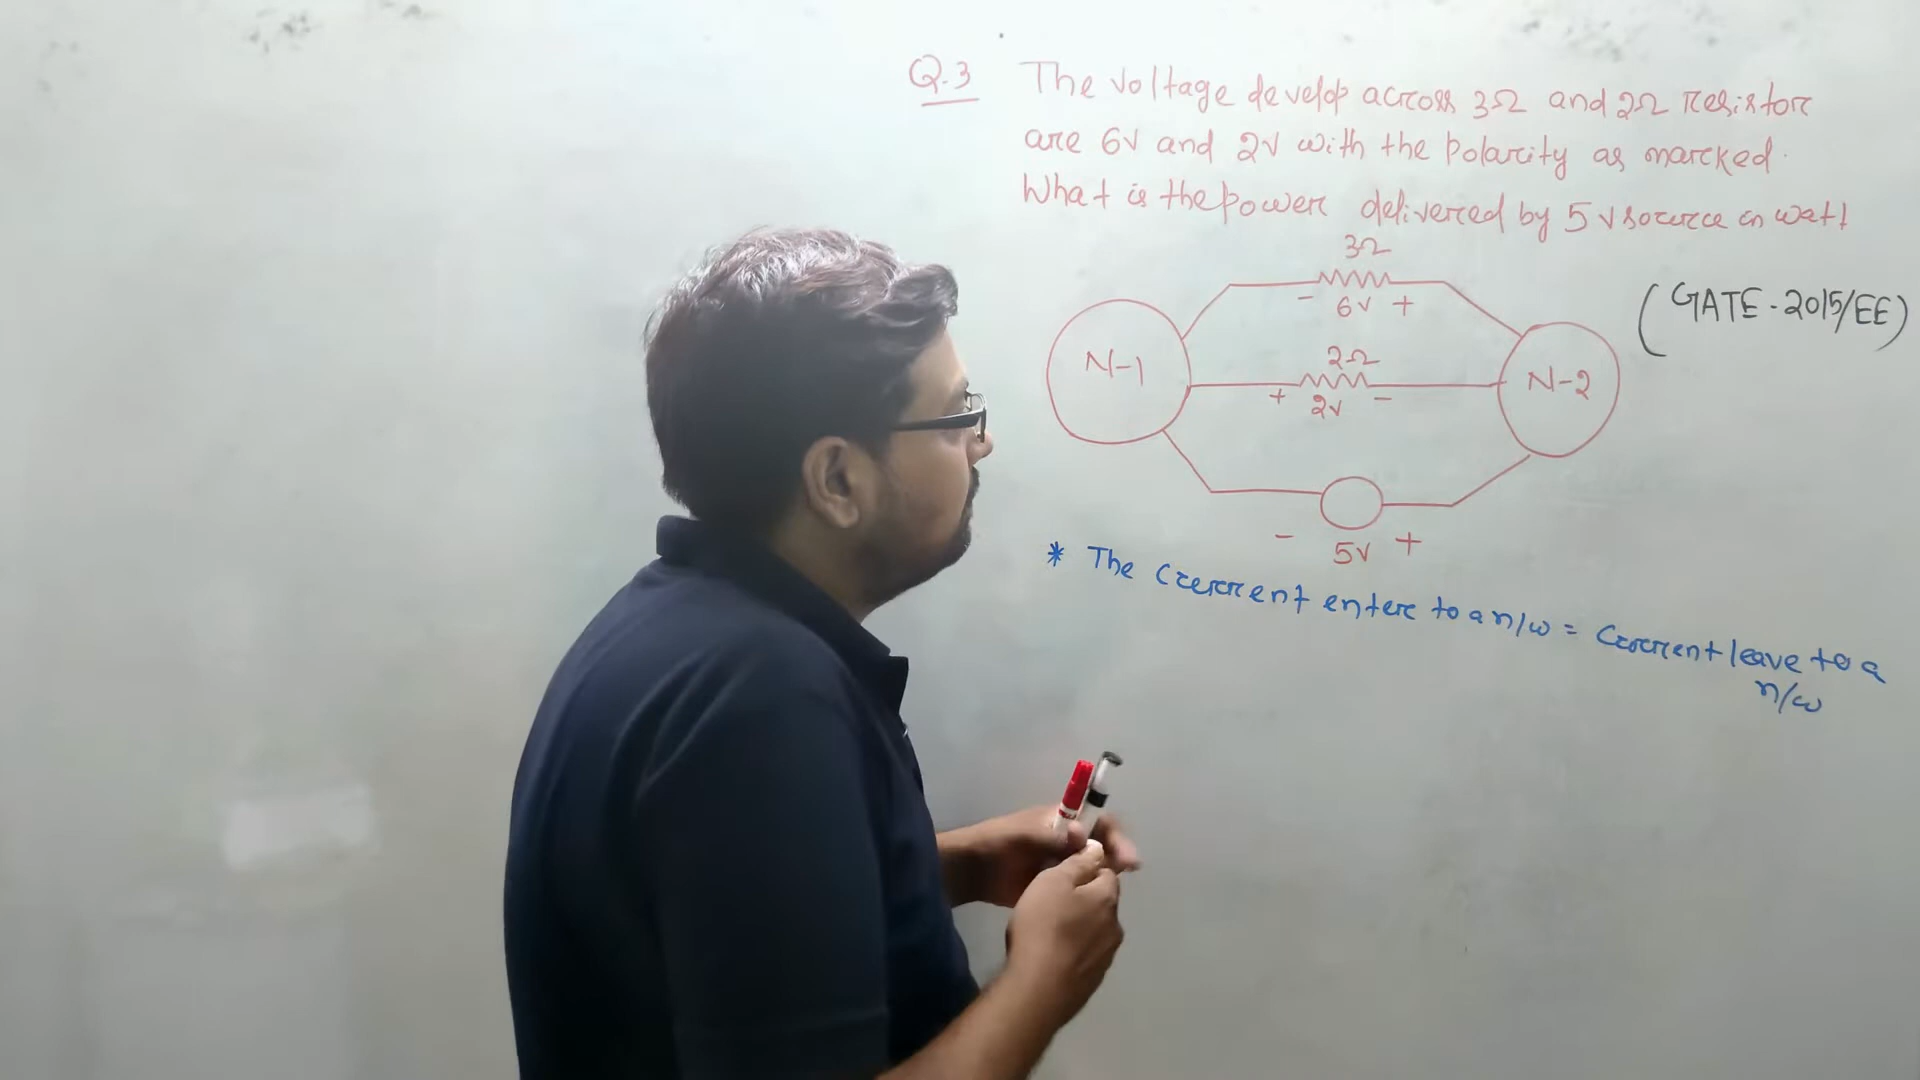 Q.3 The voltage develop across 3Ω and 2Ω resistor
are 6V and 2V with the polarity as marked.
What is the power delivered by 5V source in watt
(GATE-2015/EE)
3Ω
- 6V +
N-1
2Ω
+ 2V -
N-2
- 5V +
* The Current enter to a n/w = Current leave to a
n/w